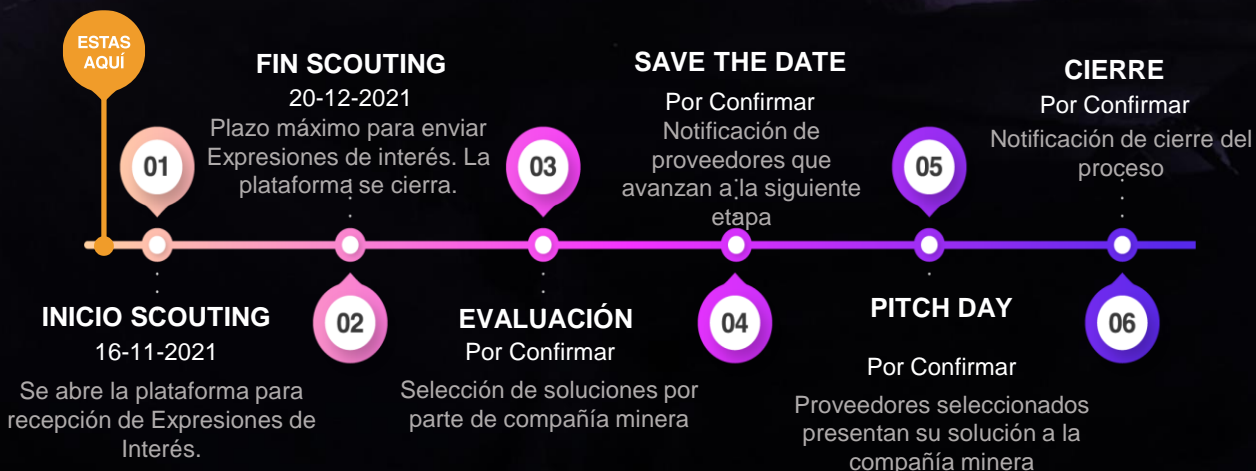 ESTAS
AQUÍ
01
INICIO SCOUTING
16-11-2021
Se abre la plataforma para
recepción de Expresiones de
Interés.
FIN SCOUTING
20-12-2021
Plazo máximo para enviar
Expresiones de interés. La
plataforma se cierra.
02
03
EVALUACIÓN
Por Confirmar
Selección de soluciones por
parte de compañía minera
SAVE THE DATE
Por Confirmar
Notificación de
proveedores que
avanzan a la siguiente
etapa
04
05
PITCH DAY
Por Confirmar
Proveedores seleccionados
presentan su solución a la
compañía minera
CIERRE
Por Confirmar
Notificación de cierre del
proceso
06